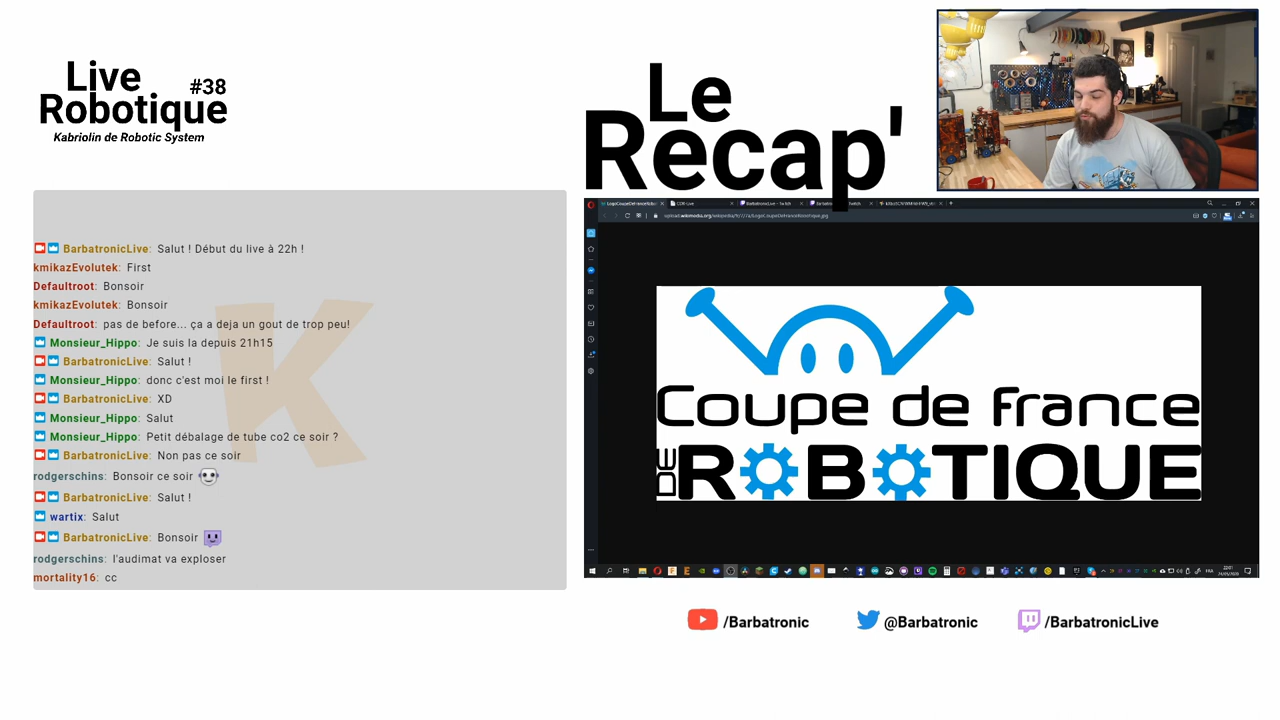 Live
#38
Robotique
Kabriolin de Robotic System
Le
Recap'
BarbatronicLive: Salut ! Début du live à 22h !
kmikazEvolutek: First
Defaultroot: Bonsoir
kmikazEvolutek: Bonsoir
Defaultroot: pas de before... ça a deja un gout de trop peu!
Monsieur_Hippo: Je suis la depuis 21h15
BarbatronicLive: Salut !
Monsieur_Hippo: donc c'est moi le first !
BarbatronicLive: XD
Monsieur_Hippo: Salut
Monsieur_Hippo: Petit débalage de tube co2 ce soir ?
BarbatronicLive: Non pas ce soir
rodgerschins: Bonsoir ce soir
BarbatronicLive: Salut !
wartix: Salut
BarbatronicLive: Bonsoir
rodgerschins: l'audimat va exploser
mortality16: cc
K
Coupe de france
DE ROBOTIQUE
/Barbatronic
@Barbatronic
/BarbatronicLive